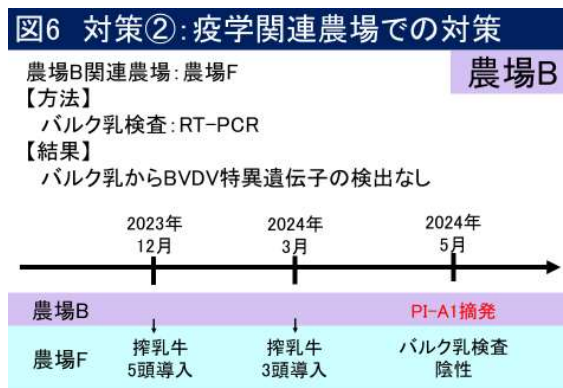 図6 対策②:疫学関連農場での対策
農場B
農場B関連農場:農場F
【方法】
バルク乳検査:RT-PCR
【結果】
バルク乳からBVDV特異遺伝子の検出なし
2023年
12月
2024年
3月
2024年
5月
農場B
PI-A1摘発
農場F
搾乳牛
5頭導入
搾乳牛
3頭導入
バルク乳検査
陰性